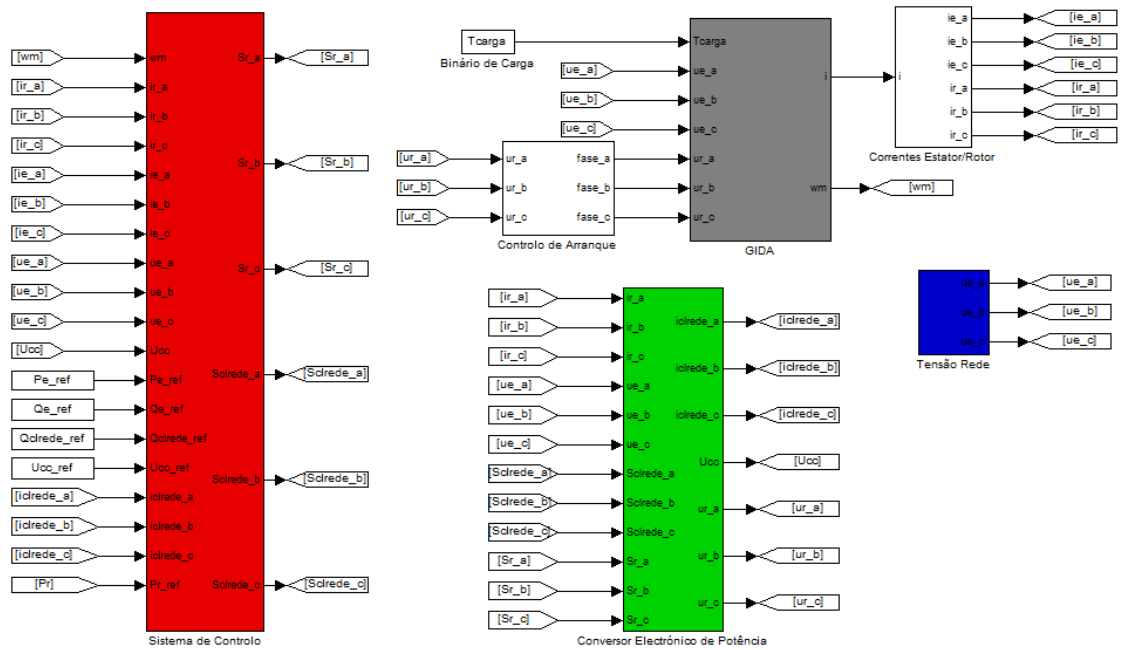 [wm]
[ir_a]
[ir_b]
[ir_c]
[ie_a]
[ie_b]
[ie_c]
[ue_a]
[ue_b]
[ue_c]
[Ucc]
Pe_ref
Qe_ref
Qclrede_ref
Ucc_ref
[iclrede_a]
[iclrede_b]
[iclrede_c]
[Pr]
wm
ir_a
ir_b
ir_c
ie_a
ie_b
ie_c
ue_a
ue_b
ue_c
Ucc
Pe_ref
Qe_ref
Qclrede_ref
Ucc_ref
iclrede_a
iclrede_b
iclrede_c
Pr_ref
Sr_a
Sr_b
Sr_c
Sclrede_a
Sclrede_b
Sclrede_c
[Sr_a]
[Sr_b]
[Sr_c]
[Sclrede_a]
[Sclrede_b]
[Sclrede_c]
Sistema de Controlo
Tcarga
Binário de Carga
[ue_a]
[ue_b]
[ue_c]
[ur_a]
[ur_b]
[ur_c]
ur_a
ur_b
ur_c
fase_a
fase_b
fase_c
Controlo de Arranque
Tcarga
ue_a
ue_b
ue_c
ur_a
ur_b
ur_c
i
wm
GIDA
[wm]
i
ie_a
ie_b
ie_c
ir_a
ir_b
ir_c
[ie_a]
[ie_b]
[ie_c]
[ir_a]
[ir_b]
[ir_c]
Correntes Estator/Rotor
[ir_a]
[ir_b]
[ir_c]
[ue_a]
[ue_b]
[ue_c]
[Sclrede_a]
[Sclrede_b]
[Sclrede_c]
[Sr_a]
[Sr_b]
[Sr_c]
ir_a
ir_b
ir_c
ue_a
ue_b
ue_c
Sclrede_a
Sclrede_b
Sclrede_c
Sr_a
Sr_b
Sr_c
iclrede_a
iclrede_b
iclrede_c
Ucc
ur_a
ur_b
ur_c
[iclrede_a]
[iclrede_b]
[iclrede_c]
[Ucc]
[ur_a]
[ur_b]
[ur_c]
Conversor Electrónico de Potência
ue_a
ue_b
ue_c
[ue_a]
[ue_b]
[ue_c]
Tensão Rede